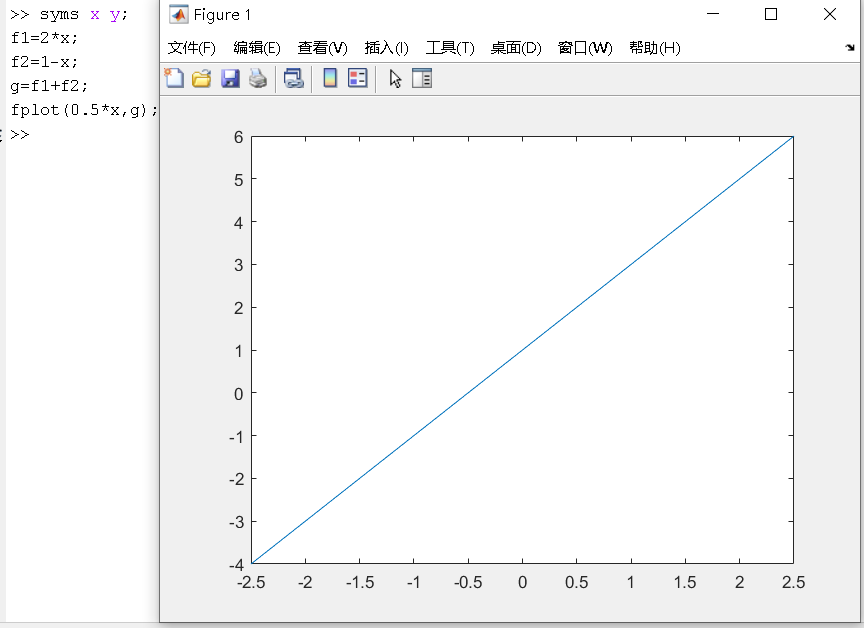 >> syms x y;
f1=2*x;
f2=1-x;
g=f1+f2;
fplot(0.5*x,g);
>>
Figure 1
文件(F) 编辑(E) 查看(V) 插入(I) 工具(T) 桌面(D) 窗口(W) 帮助(H)
6
5
4
3
2
1
0
-1
-2
-3
-4
-2.5 -2 -1.5 -1 -0.5 0 0.5 1 1.5 2 2.5